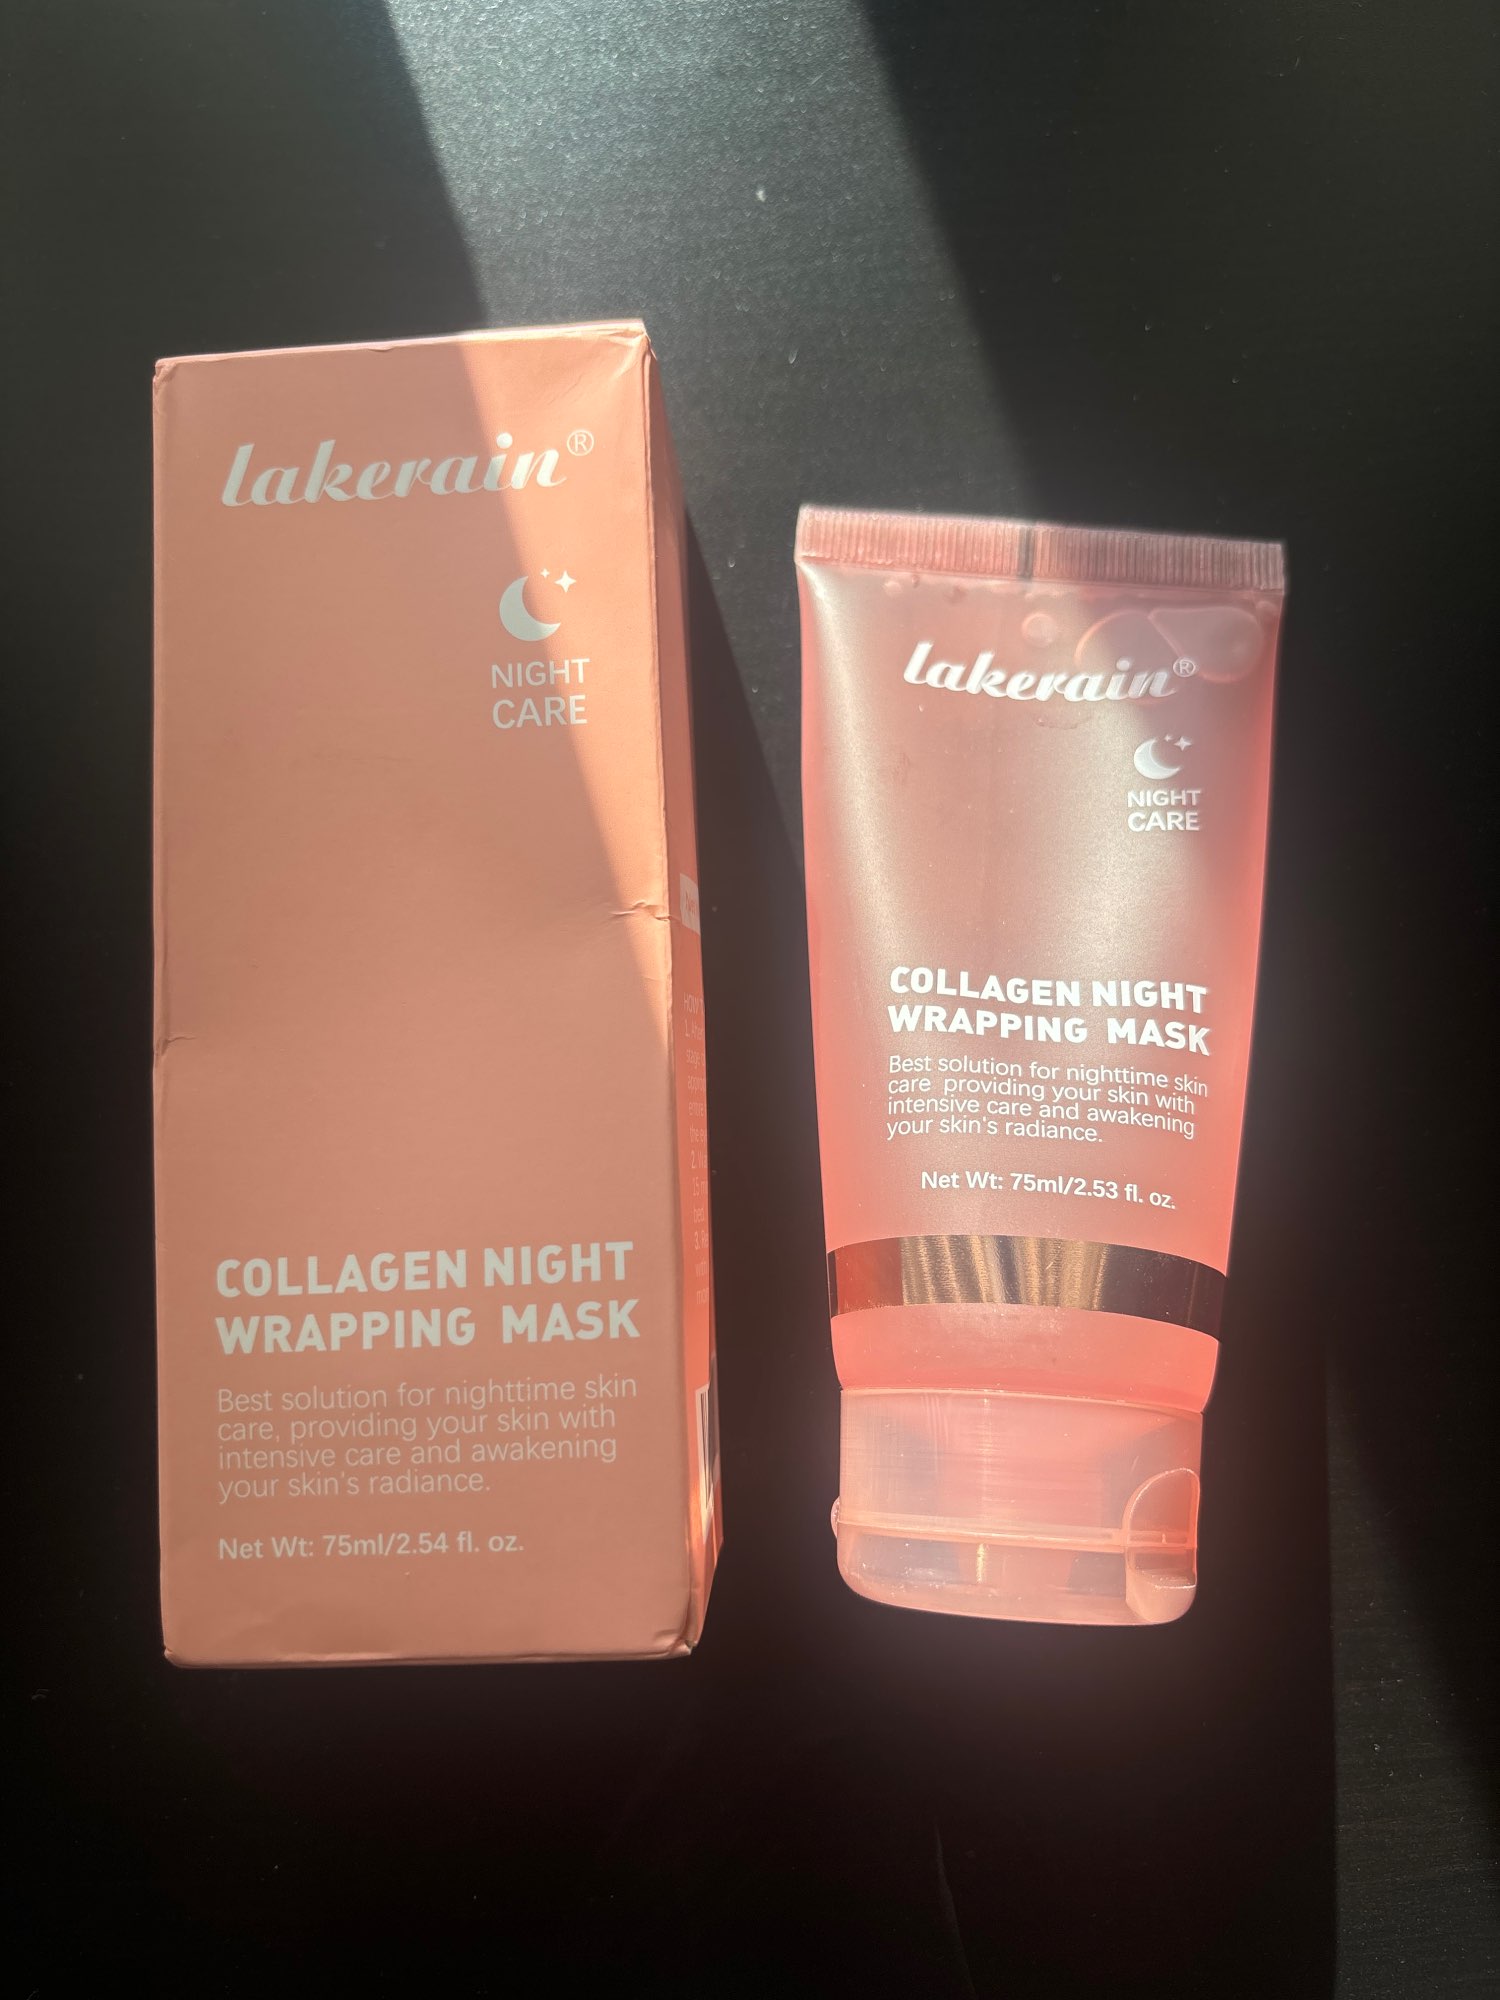 lakerain®
NIGHT
CARE
COLLAGEN NIGHT
WRAPPING MASK
Best solution for nighttime skin
care, providing your skin with
intensive care and awakening
your skin's radiance.
Net Wt: 75ml/2.54 fl. oz.
lakerain®
NIGHT
CARE
COLLAGEN NIGHT
WRAPPING MASK
Best solution for nighttime skin
care providing your skin with
intensive care and awakening
your skin's radiance.
Net Wt: 75ml/2.53 fl. oz.